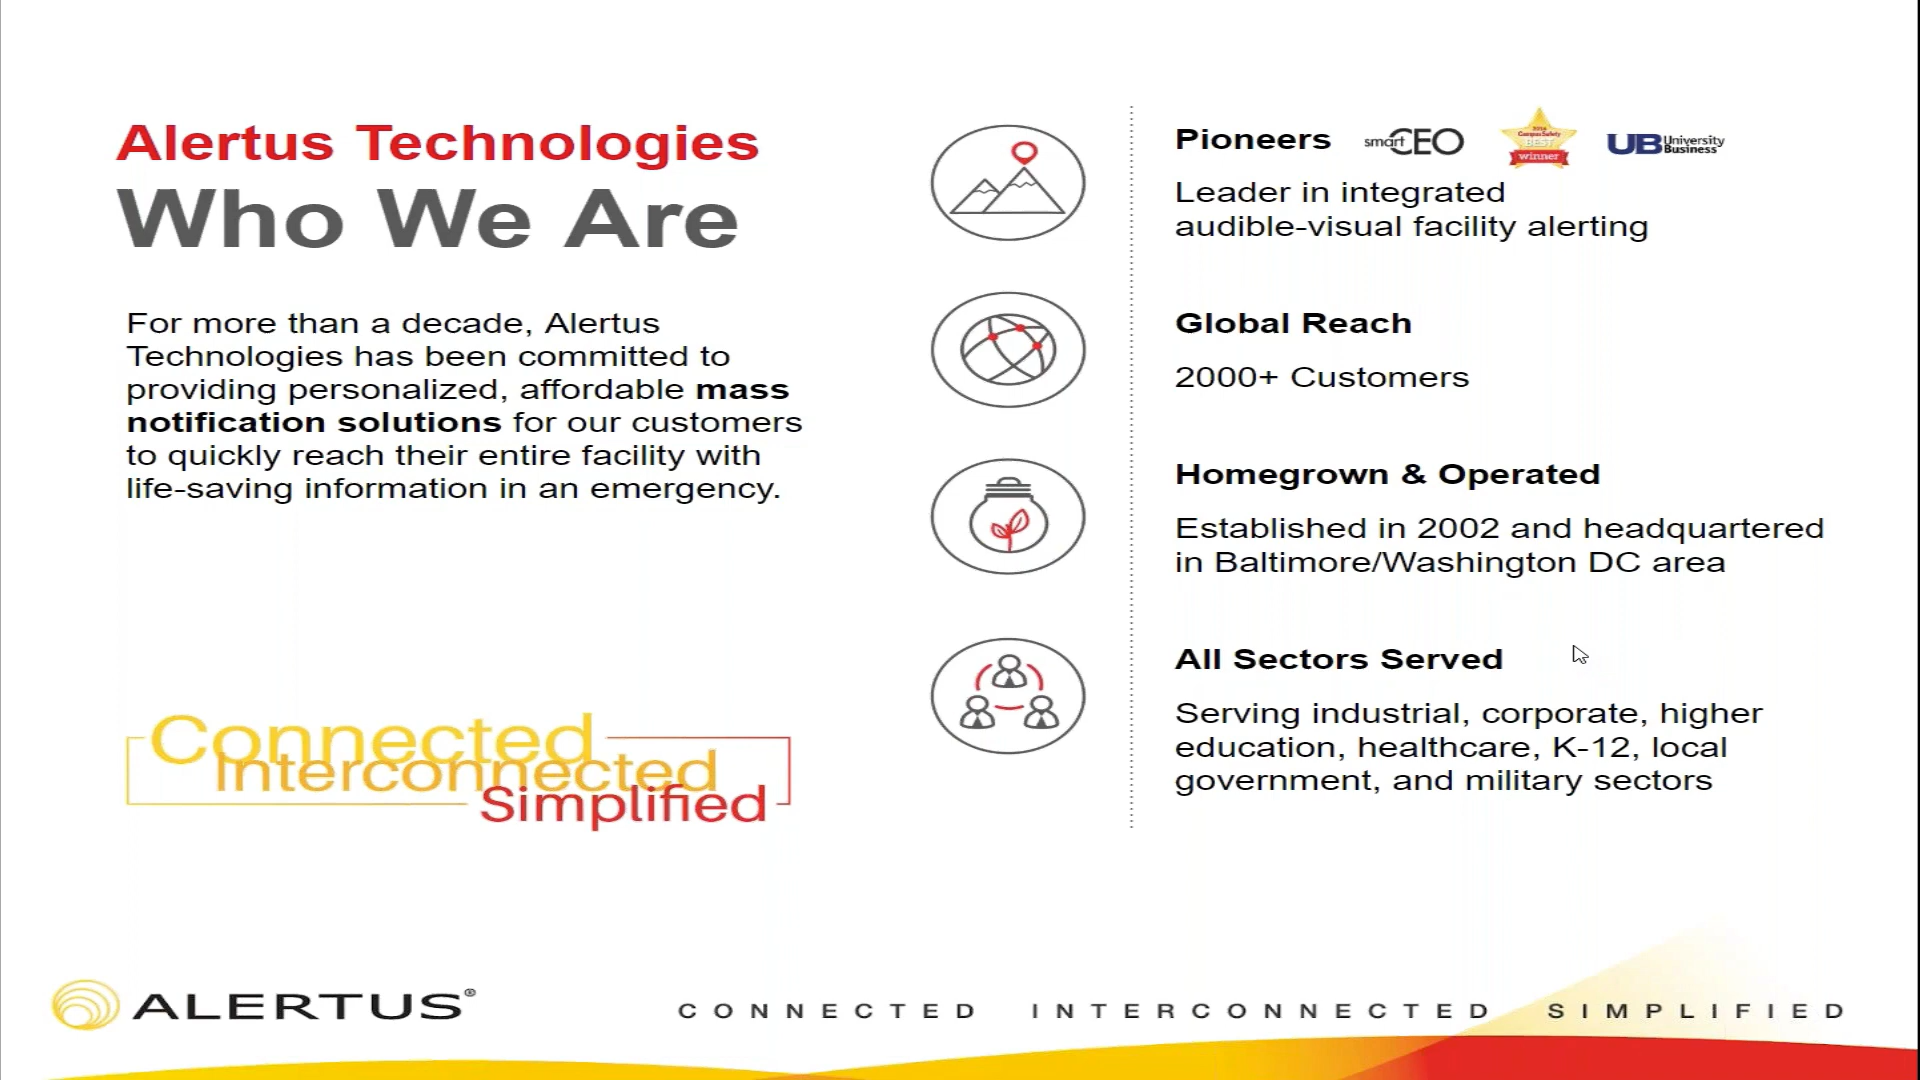 Alertus Technologies
Who We Are
For more than a decade, Alertus
Technologies has been committed to
providing personalized, affordable mass
notification solutions for our customers
to quickly reach their entire facility with
life-saving information in an emergency.
Connected
Interconnected
Simplified
Pioneers
smartCEO
Campus Safety
BEST
winner
UB University
Business
Leader in integrated
audible-visual facility alerting
Global Reach
2000+ Customers
Homegrown & Operated
Established in 2002 and headquartered
in Baltimore/Washington DC area
All Sectors Served
Serving industrial, corporate, higher
education, healthcare, K-12, local
government, and military sectors
ALERTUS®
CONNECTED INTERCONNECTED SIMPLIFIED